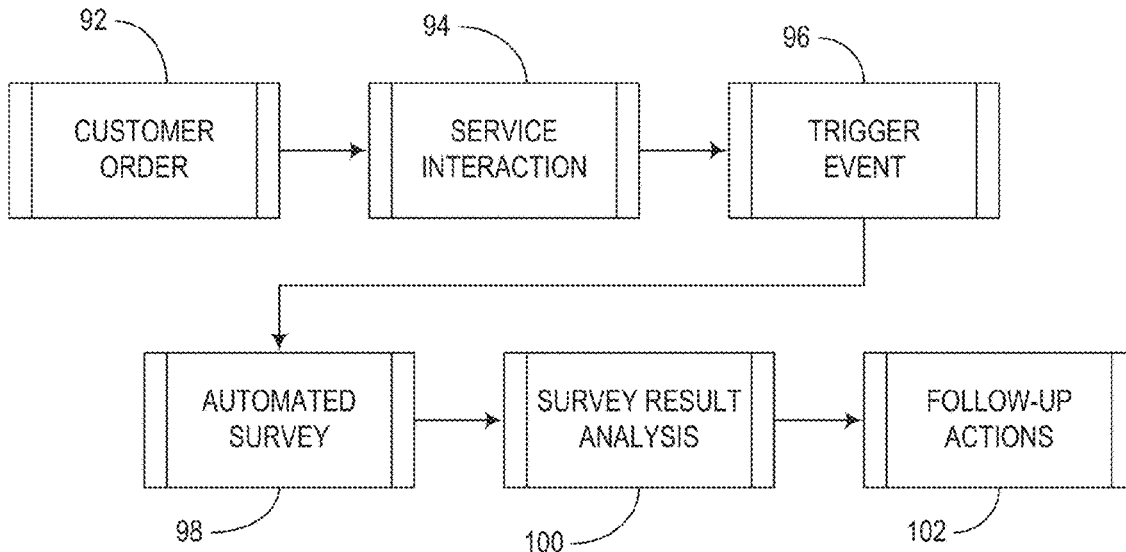 92
94
96
CUSTOMER
ORDER
SERVICE
INTERACTION
TRIGGER
EVENT
AUTOMATED
SURVEY
SURVEY RESULT
ANALYSIS
FOLLOW-UP
ACTIONS
98
100
102